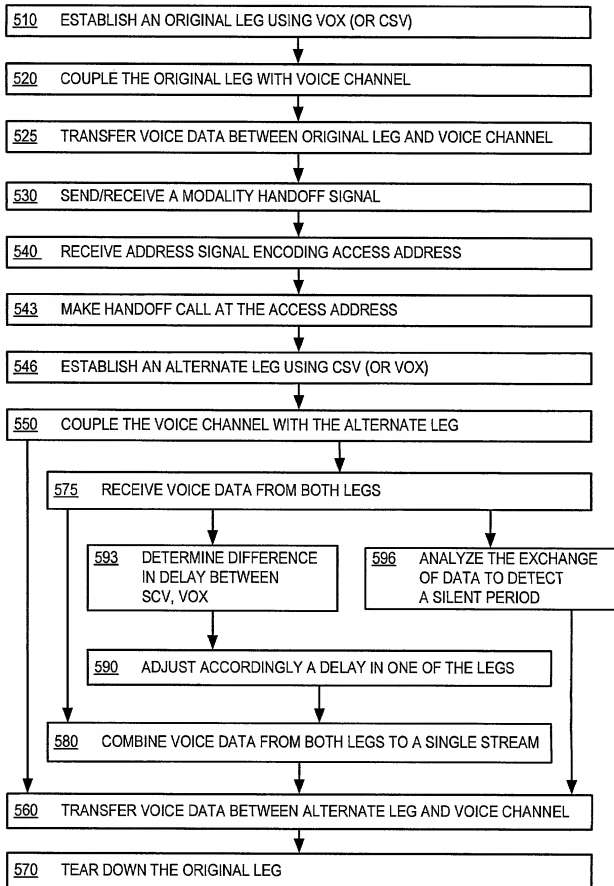 510 ESTABLISH AN ORIGINAL LEG USING VOX (OR CSV)
520 COUPLE THE ORIGINAL LEG WITH VOICE CHANNEL
525 TRANSFER VOICE DATA BETWEEN ORIGINAL LEG AND VOICE CHANNEL
530 SEND/RECEIVE A MODALITY HANDOFF SIGNAL
540 RECEIVE ADDRESS SIGNAL ENCODING ACCESS ADDRESS
543 MAKE HANDOFF CALL AT THE ACCESS ADDRESS
546 ESTABLISH AN ALTERNATE LEG USING CSV (OR VOX)
550 COUPLE THE VOICE CHANNEL WITH THE ALTERNATE LEG
575 RECEIVE VOICE DATA FROM BOTH LEGS
593 DETERMINE DIFFERENCE
IN DELAY BETWEEN
SCV, VOX
596 ANALYZE THE EXCHANGE
OF DATA TO DETECT
A SILENT PERIOD
590 ADJUST ACCORDINGLY A DELAY IN ONE OF THE LEGS
580 COMBINE VOICE DATA FROM BOTH LEGS TO A SINGLE STREAM
560 TRANSFER VOICE DATA BETWEEN ALTERNATE LEG AND VOICE CHANNEL
570 TEAR DOWN THE ORIGINAL LEG